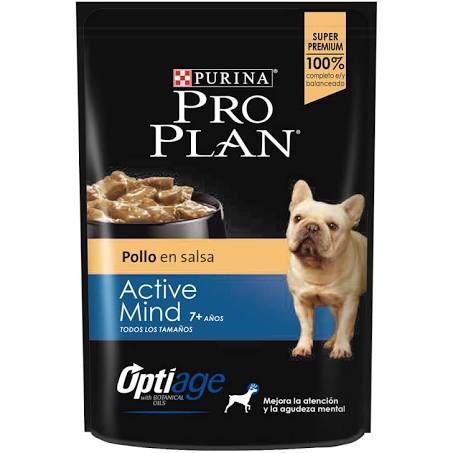 SUPER
PREMIUM
100%
completo e/y
balanceado
PURINA
PRO
PLAN®
Pollo en salsa
Active
Mind 7+ AÑOS
TODOS LOS TAMAÑOS
Optiage
with BOTANICAL
OILS
Mejora la atención
y la agudeza mental